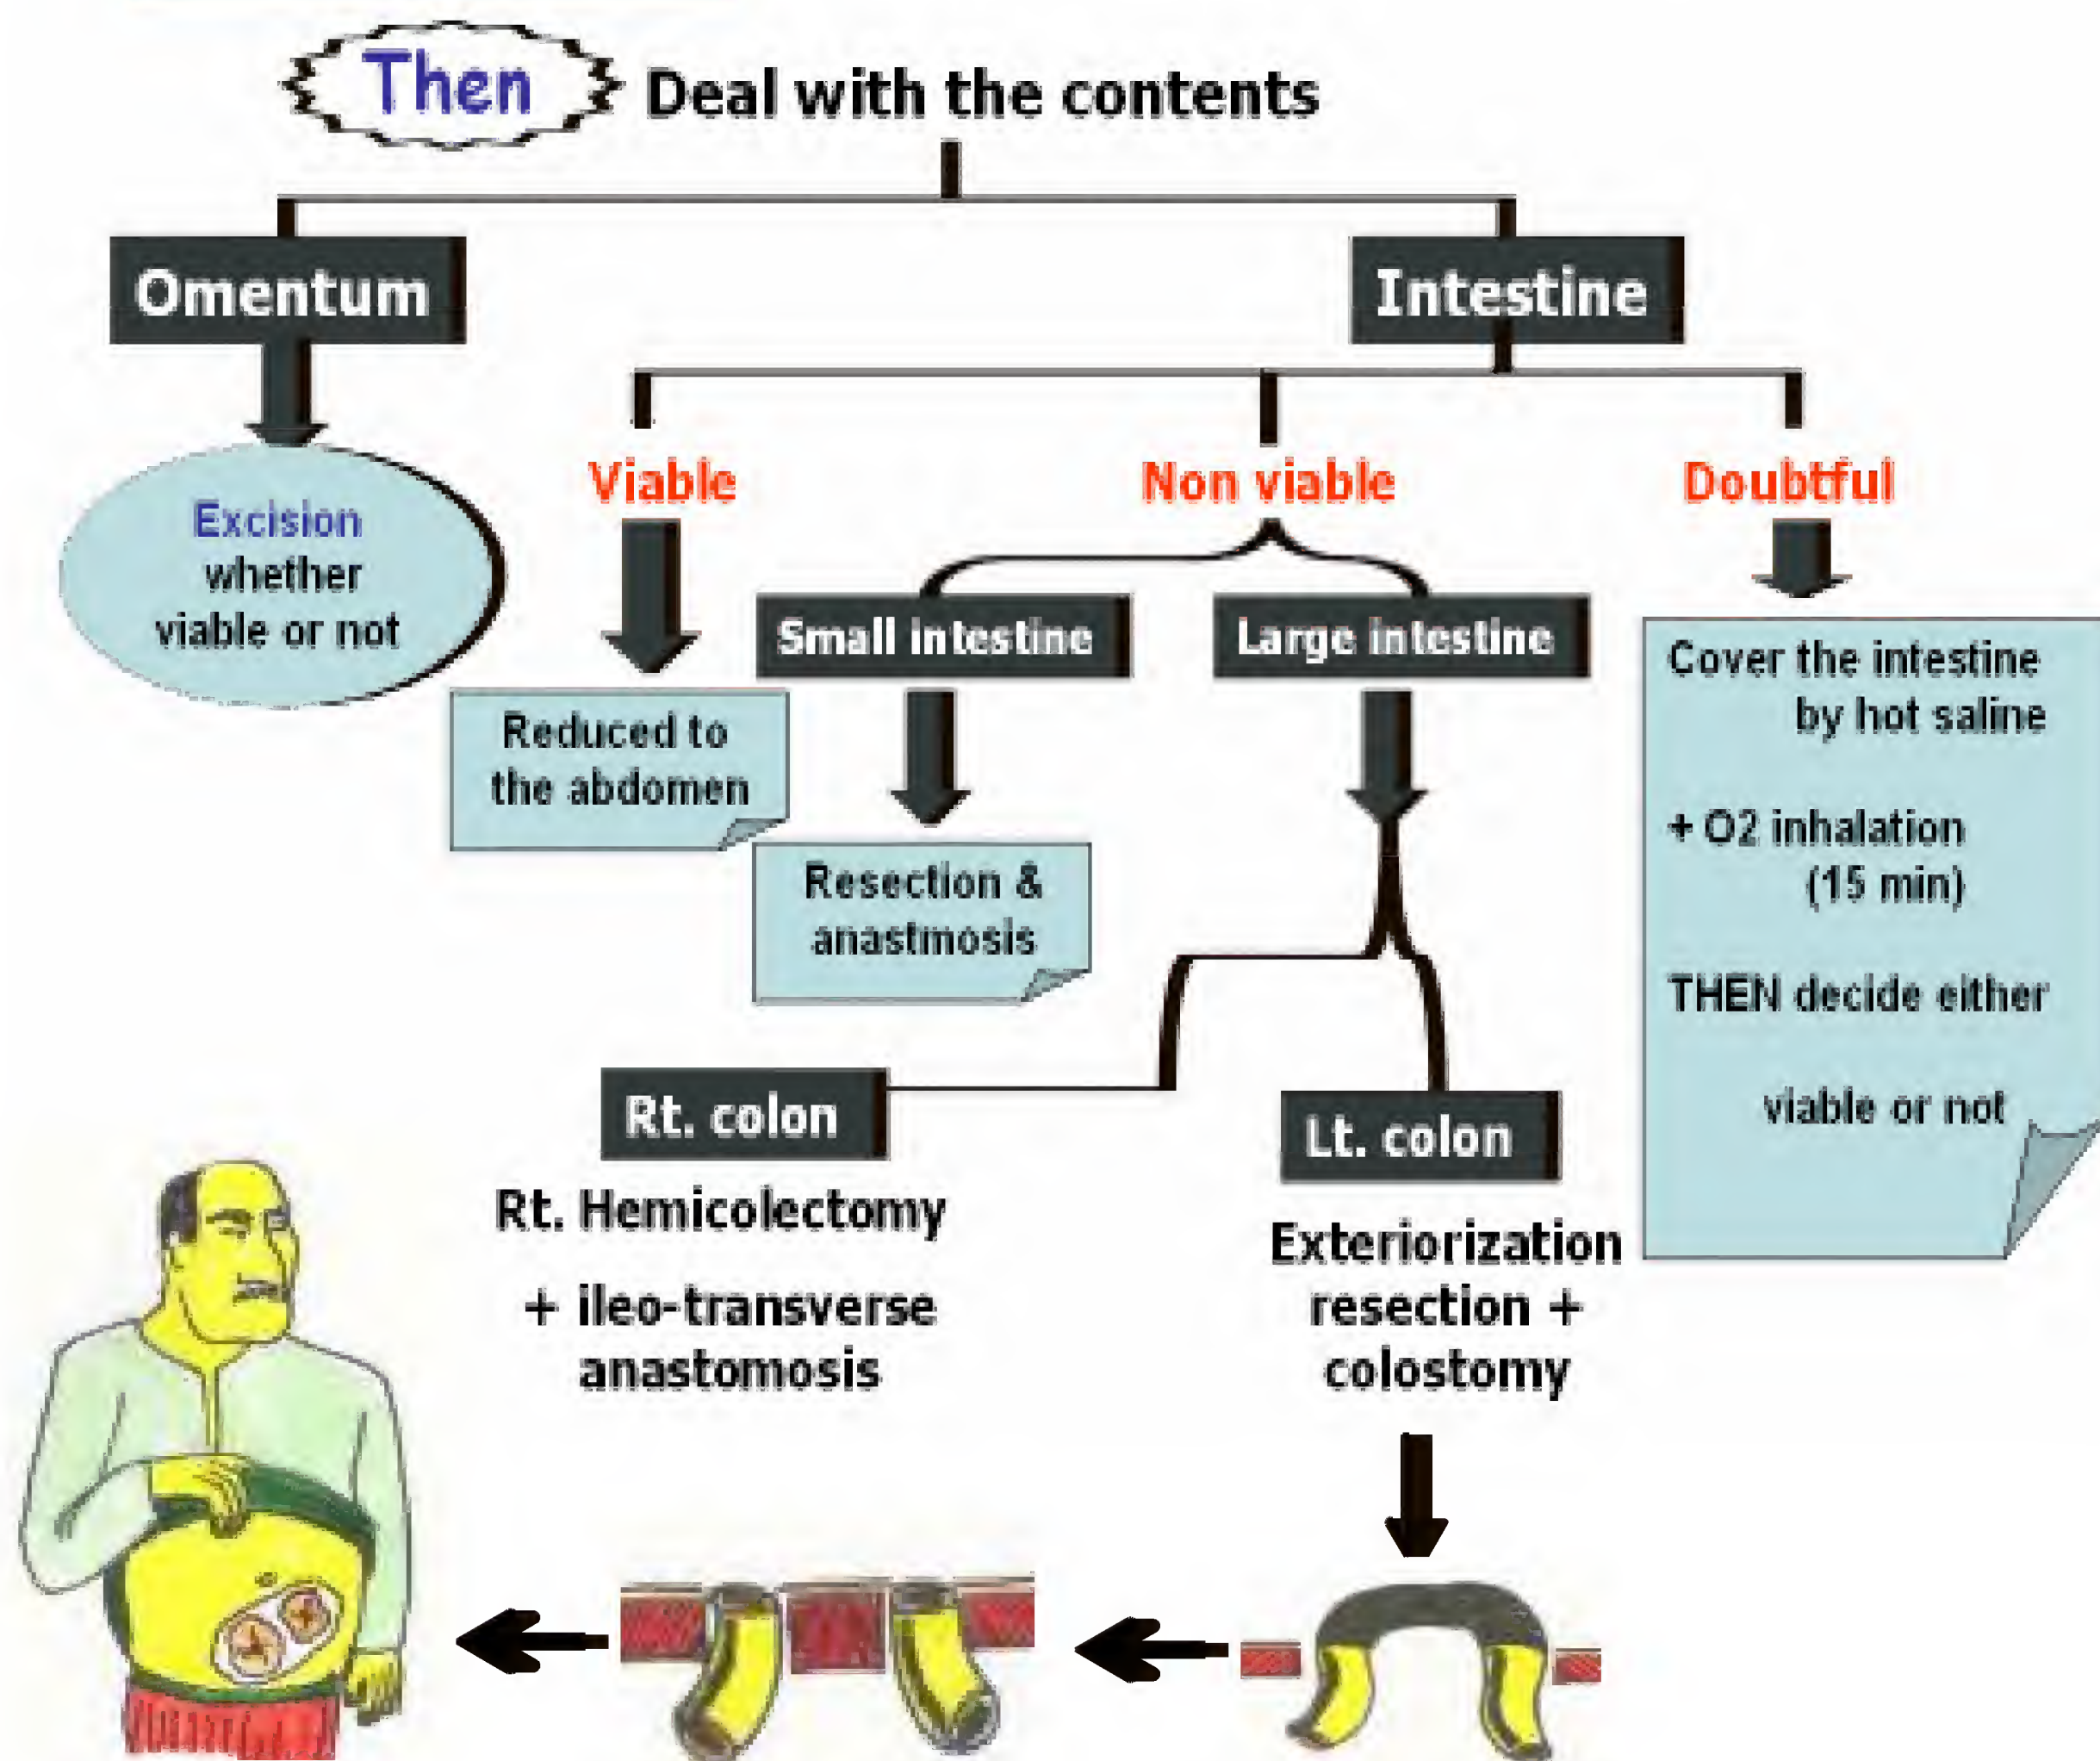 Then Deal with the contents
Omentum
Intestine
Excision
whether
viable or not
Viable
Non viable
Doubtful
Reduced to
the abdomen
Small intestine
Large intestine
Resection &
anastmosis
Cover the intestine
by hot saline
+ O2 inhalation
(15 min)
THEN decide either
viable or not
Rt. colon
Rt. Hemicolectomy
+ ileo-transverse
anastomosis
Lt. colon
Exteriorization
resection +
colostomy